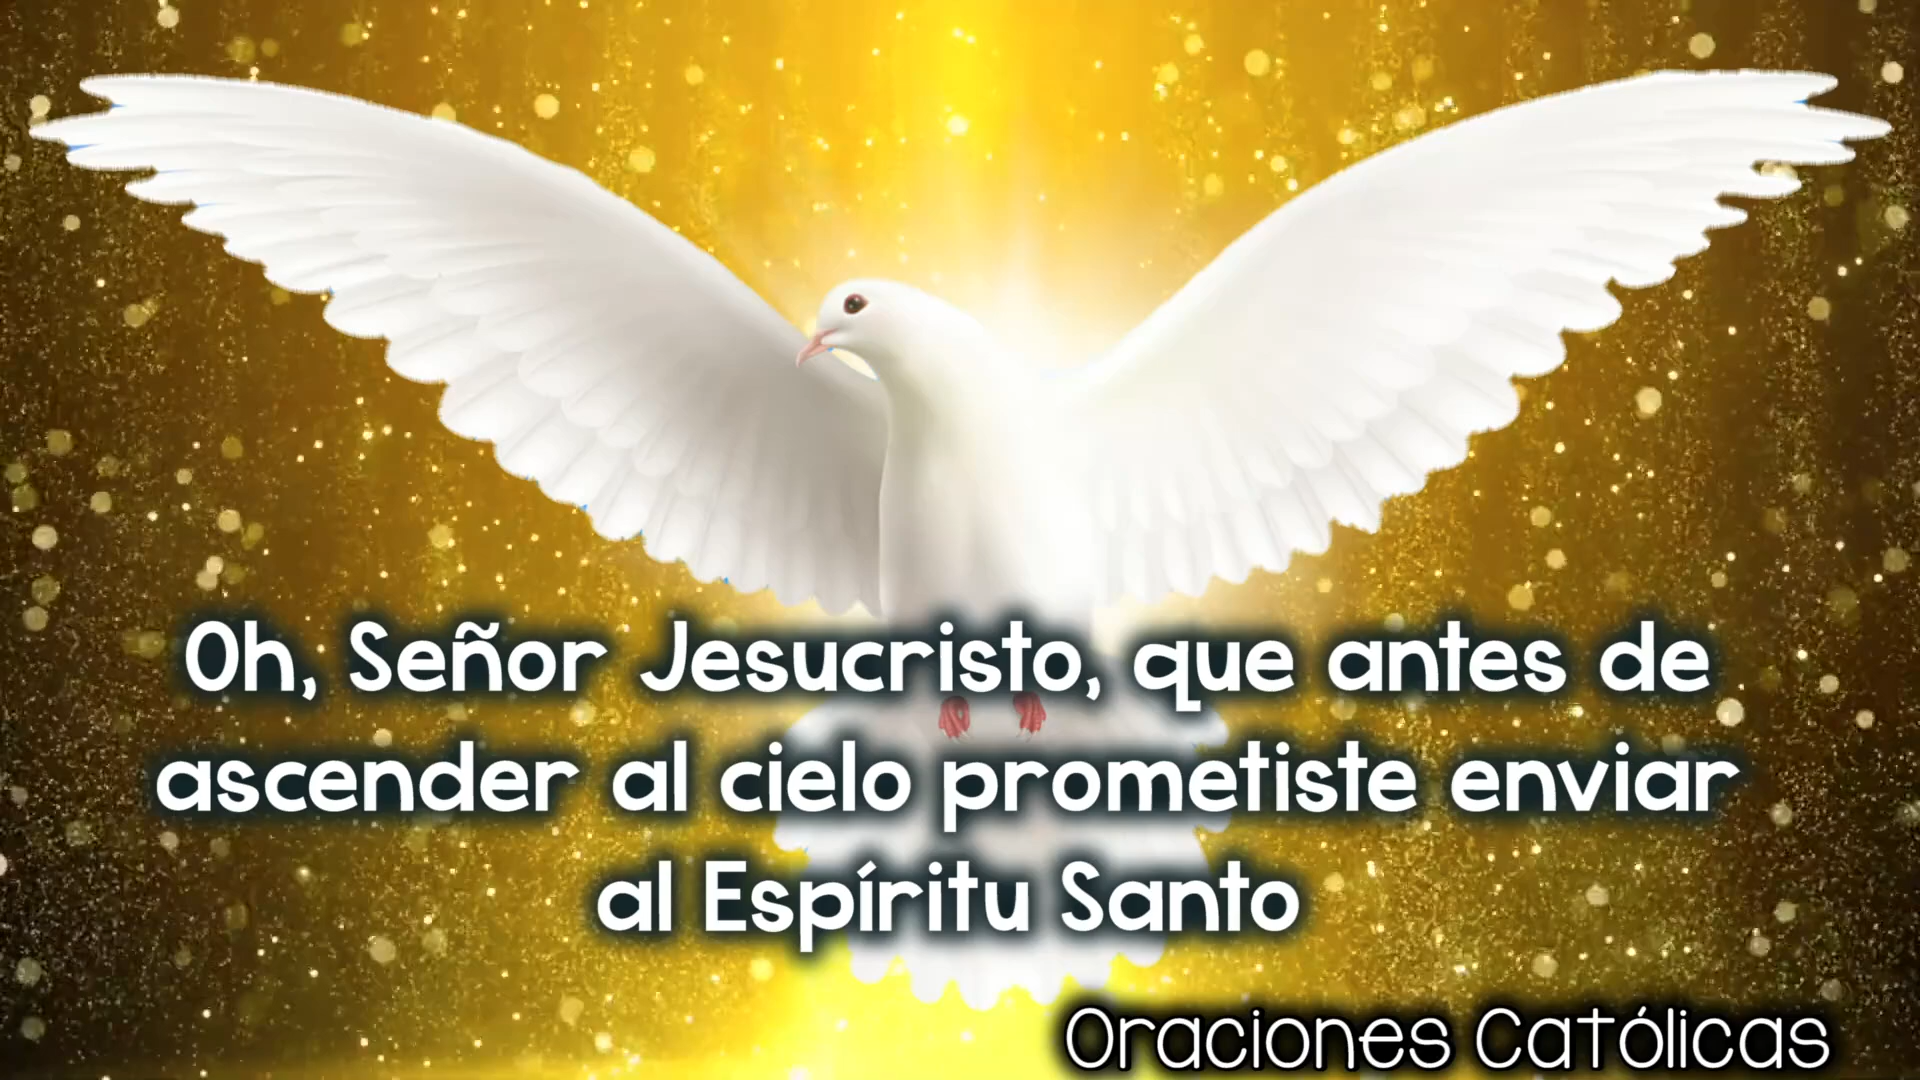 Oh, Señor Jesucristo, que antes de
ascender al cielo prometiste enviar
al Espíritu Santo
Oraciones Católicas